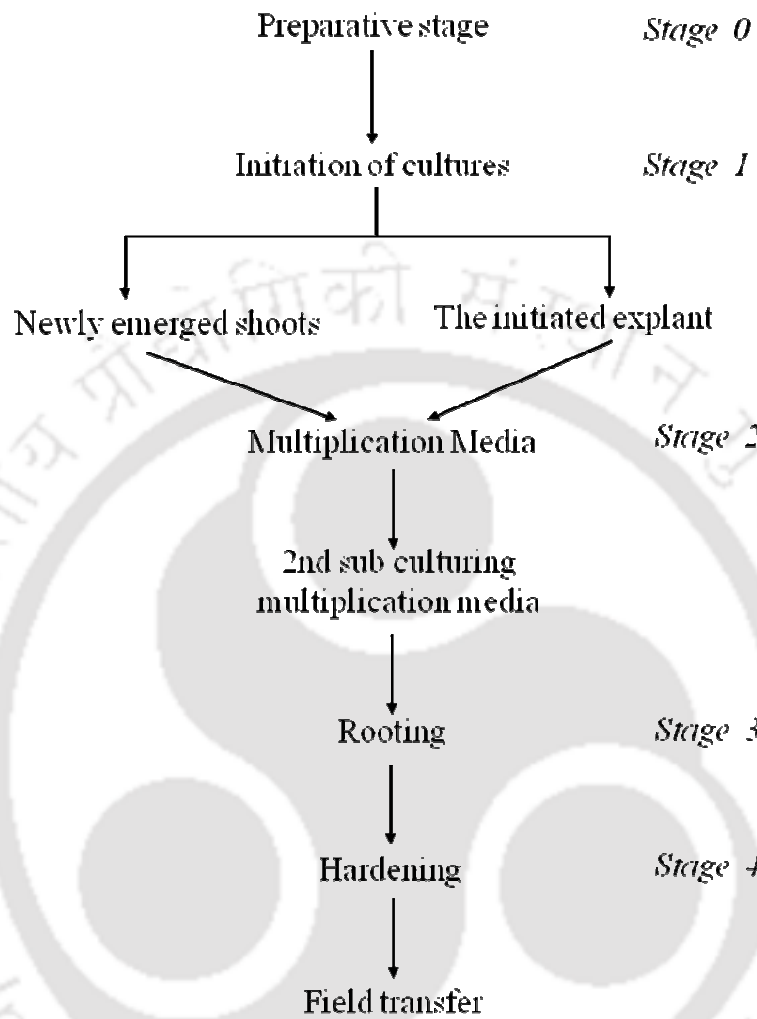 Preparative stage Stage 0
Initiation of cultures Stage 1
Newly emerged shoots The initiated explant
Multiplication Media Stage 2
2nd sub culturing
multiplication media
Rooting Stage 3
Hardening Stage 4
Field transfer